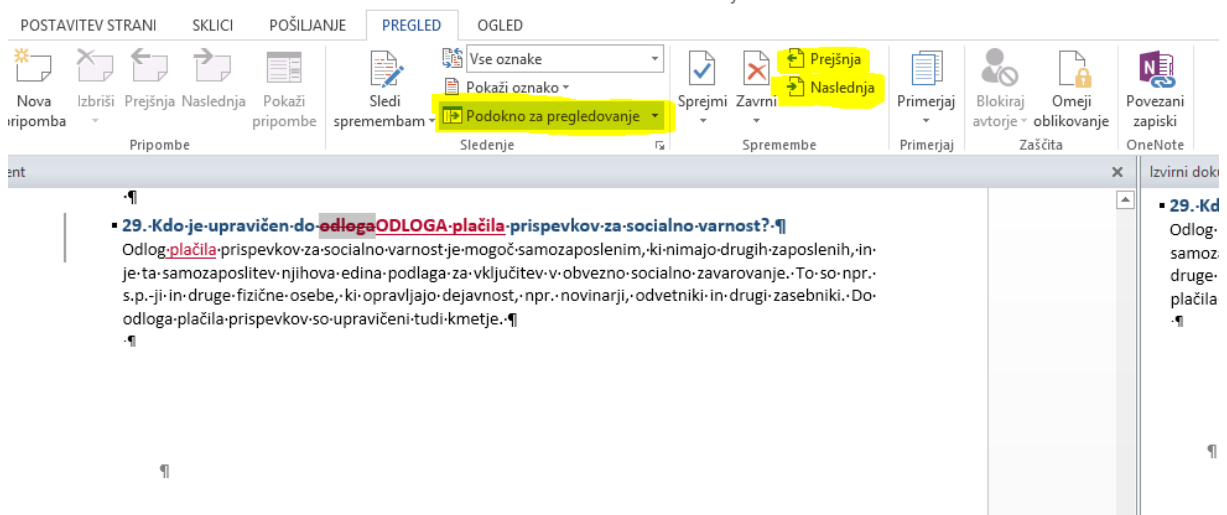 POSTAVITEV STRANI SKLICI POŠILJANJE PREGLED OGLED
Nova pripomba
Izbriši
Prejšnja
Naslednja
Pokaži pripombe
Pripombe
Sledi spremembam
Vse oznake
Pokaži oznako
Podokno za pregledovanje
Sledenje
Sprejmi
Zavrni
Prejšnja
Naslednja
Spremembe
Primerjaj
Primerjaj
Blokiraj avtorje
Omeji oblikovanje
Zaščita
Povezani zapiski
OneNote
Izvirni doku
29. Kdo je upravičen do odlogaODLOGA plačila prispevkov za socialno varnost? ¶
Odlog plačila prispevkov za socialno varnost je mogoč samozaposlenim, ki nimajo drugih zaposlenih, in
je ta samozaposlitev njihova edina podlaga za vključitev v obvezno socialno zavarovanje. To so npr.
s.p.-ji in druge fizične osebe, ki opravljajo dejavnost, npr. novinarji, odvetniki in drugi zasebniki. Do
odloga plačila prispevkov so upravičeni tudi kmetje. ¶
29. Kd
Odlog
samoza
druge
plačila